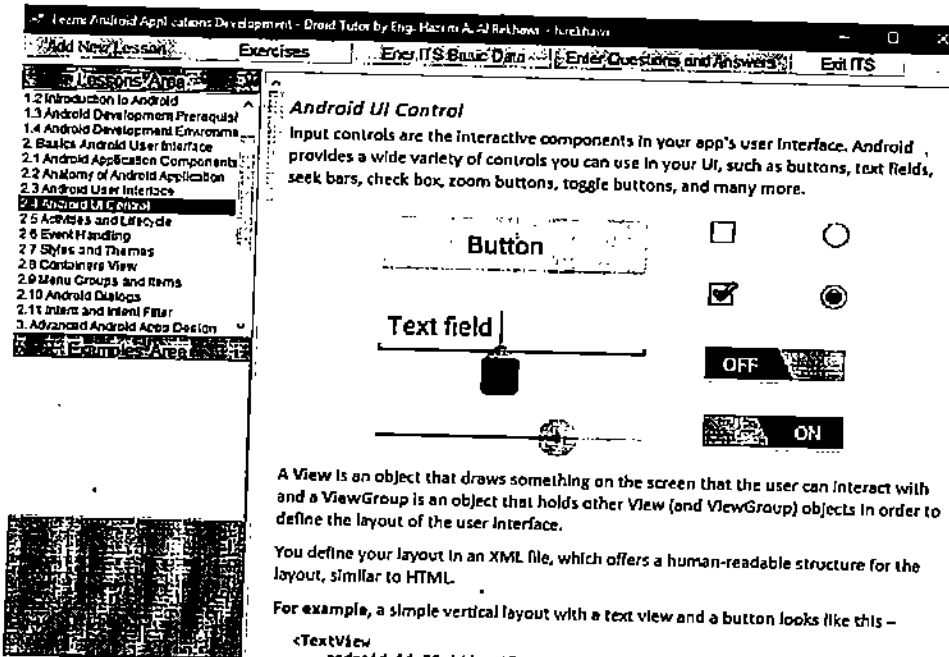 Learn Android Applications Development - Droid Tutor by Eng. Hazem A. Al Rekhawi - hrekhawi
Add New Lesson
Exercises
Enter ITS Basic Data
Enter Questions and Answers
Exit ITS
Lessons Area
1.2 Introduction to Android
1.3 Android Development Prerequisi
1.4 Android Development Environme
2. Basics Android User Interface
2.1 Android Application Components
2.2 Anatomy of Android Application
2.3 Android User Interface
2.4 Android UI Control
2.5 Activities and Lifecycle
2.6 Event Handling
2.7 Styles and Themes
2.8 Containers View
2.9 Menu Groups and Items
2.10 Android Dialogs
2.11 Intent and Intent Filter
3. Advanced Android Apps Design
Examples Area
Android UI Control
Input controls are the interactive components in your app's user interface. Android
provides a wide variety of controls you can use in your UI, such as buttons, text fields,
seek bars, check box, zoom buttons, toggle buttons, and many more.
Button
Text field
OFF
ON
A View is an object that draws something on the screen that the user can interact with
and a ViewGroup is an object that holds other View (and ViewGroup) objects in order to
define the layout of the user interface.
You define your layout in an XML file, which offers a human-readable structure for the
layout, similar to HTML.
For example, a simple vertical layout with a text view and a button looks like this –
<TextView